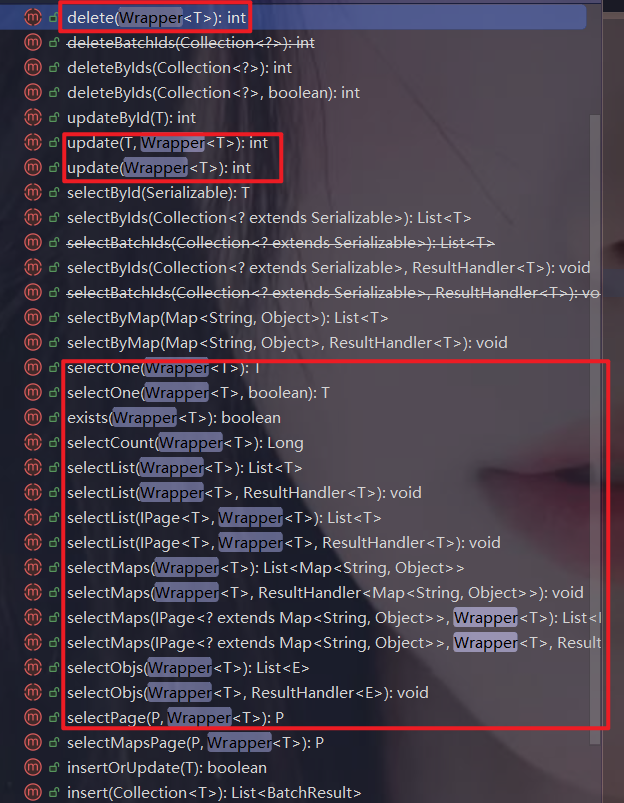 delete(Wrapper<T>): int
deleteBatchIds(Collection<?>): int
deleteByIds(Collection<?>): int
deleteByIds(Collection<?>, boolean): int
updateById(T): int
update(T, Wrapper<T>): int
update(Wrapper<T>): int
selectById(Serializable): T
selectByIds(Collection<? extends Serializable>): List<T>
selectBatchIds(Collection<? extends Serializable>): List<T>
selectByIds(Collection<? extends Serializable>, ResultHandler<T>): void
selectBatchIds(Collection<? extends Serializable>, ResultHandler<T>): vo
selectByMap(Map<String, Object>): List<T>
selectByMap(Map<String, Object>, ResultHandler<T>): void
selectOne(Wrapper<T>): T
selectOne(Wrapper<T>, boolean): T
exists(Wrapper<T>): boolean
selectCount(Wrapper<T>): Long
selectList(Wrapper<T>): List<T>
selectList(Wrapper<T>, ResultHandler<T>): void
selectList(IPage<T>, Wrapper<T>): List<T>
selectList(IPage<T>, Wrapper<T>, ResultHandler<T>): void
selectMaps(Wrapper<T>): List<Map<String, Object>>
selectMaps(Wrapper<T>, ResultHandler<Map<String, Object>>): void
selectMaps(IPage<? extends Map<String, Object>>, Wrapper<T>): List<
selectMaps(IPage<? extends Map<String, Object>>, Wrapper<T>, Resul
selectObjs(Wrapper<T>): List<E>
selectObjs(Wrapper<T>, ResultHandler<E>): void
selectPage(P, Wrapper<T>): P
selectMapsPage(P, Wrapper<T>): P
insertOrUpdate(T): boolean
insert(Collection<T>): List<BatchResult>